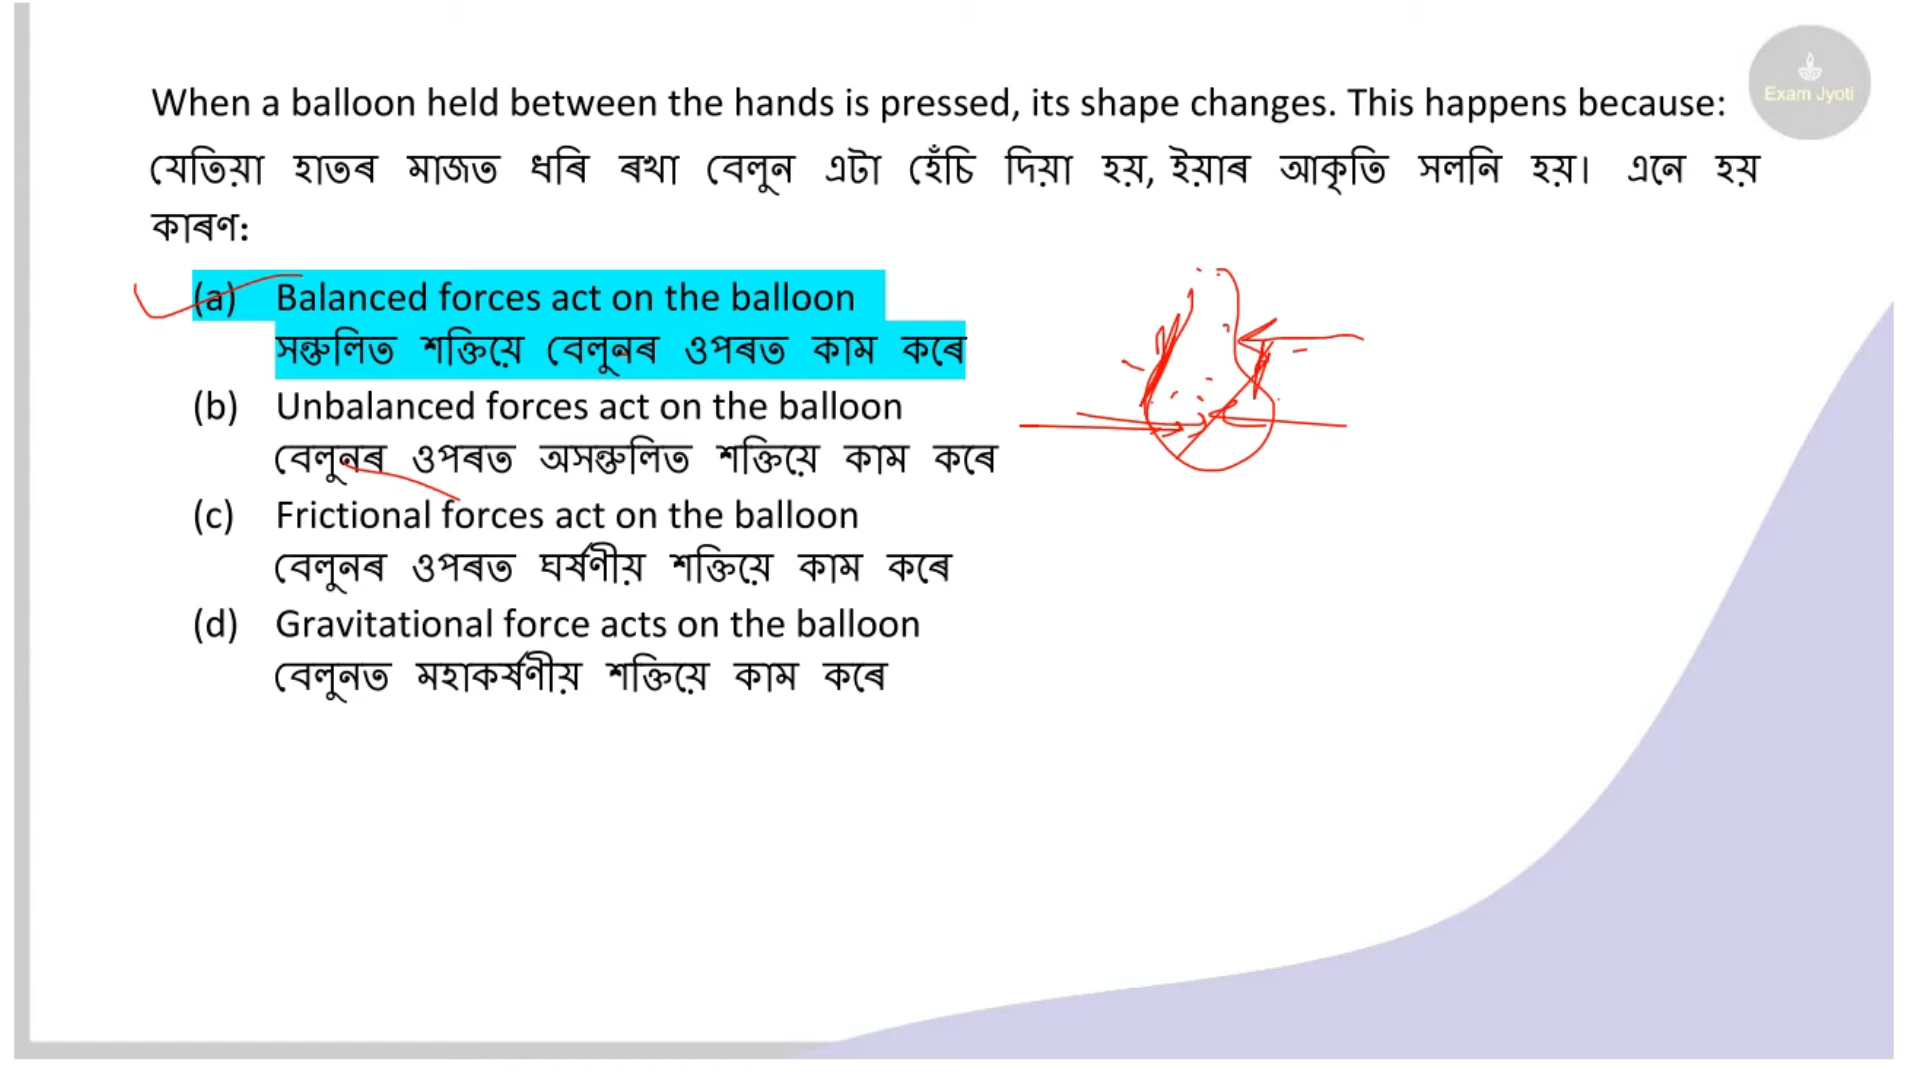 Exam Jyoti
When a balloon held between the hands is pressed, its shape changes. This happens because:
যেতিয়া হাতৰ মাজত ধৰি ৰখা বেলুন এটা হেঁচি দিয়া হয়, ইয়াৰ আকৃতি সলনি হয়। এনে হয়
কাৰণ:
(a) Balanced forces act on the balloon
সন্তুলিত শক্তিয়ে বেলুনৰ ওপৰত কাম কৰে
(b) Unbalanced forces act on the balloon
বেলুনৰ ওপৰত অসন্তুলিত শক্তিয়ে কাম কৰে
(c) Frictional forces act on the balloon
বেলুনৰ ওপৰত ঘৰ্ষণীয় শক্তিয়ে কাম কৰে
(d) Gravitational force acts on the balloon
বেলুনত মহাকৰ্ষণীয় শক্তিয়ে কাম কৰে